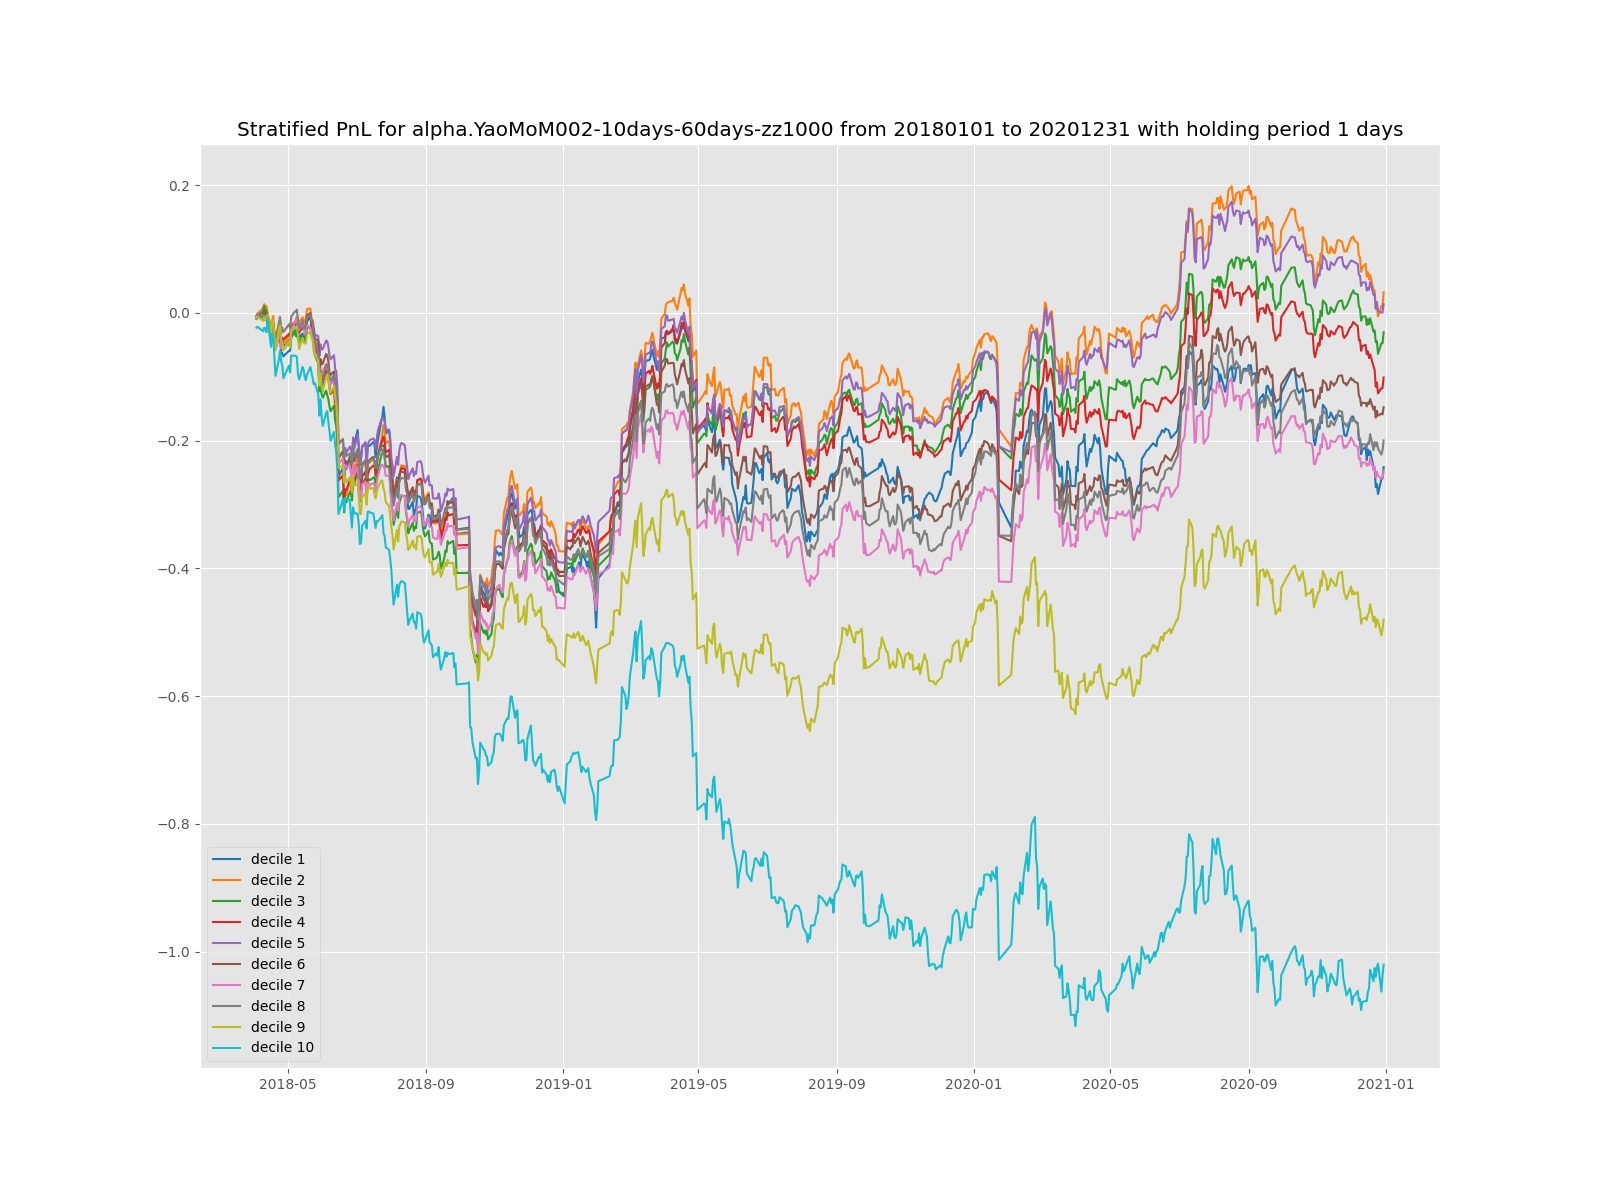 Stratified PnL for alpha.YaoMoM002-10days-60days-zz1000 from 20180101 to 20201231 with holding period 1 days
0.2
0.0
−0.2
−0.4
−0.6
−0.8
−1.0
decile 1
decile 2
decile 3
decile 4
decile 5
decile 6
decile 7
decile 8
decile 9
decile 10
2018-05 2018-09 2019-01 2019-05 2019-09 2020-01 2020-05 2020-09 2021-01